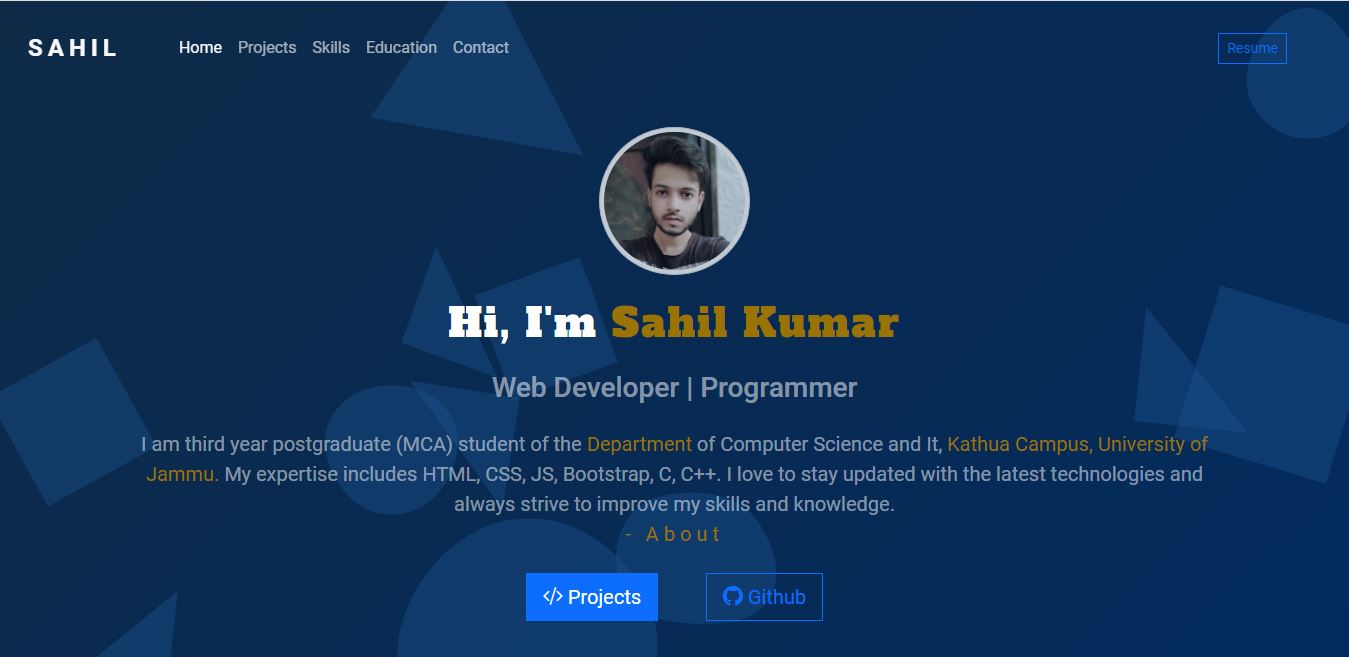 SAHIL
Home Projects Skills Education Contact
Resume
Hi, I'm Sahil Kumar
Web Developer | Programmer
I am third year postgraduate (MCA) student of the Department of Computer Science and It, Kathua Campus, University of
Jammu. My expertise includes HTML, CSS, JS, Bootstrap, C, C++. I love to stay updated with the latest technologies and
always strive to improve my skills and knowledge.
- About
</> Projects
Github